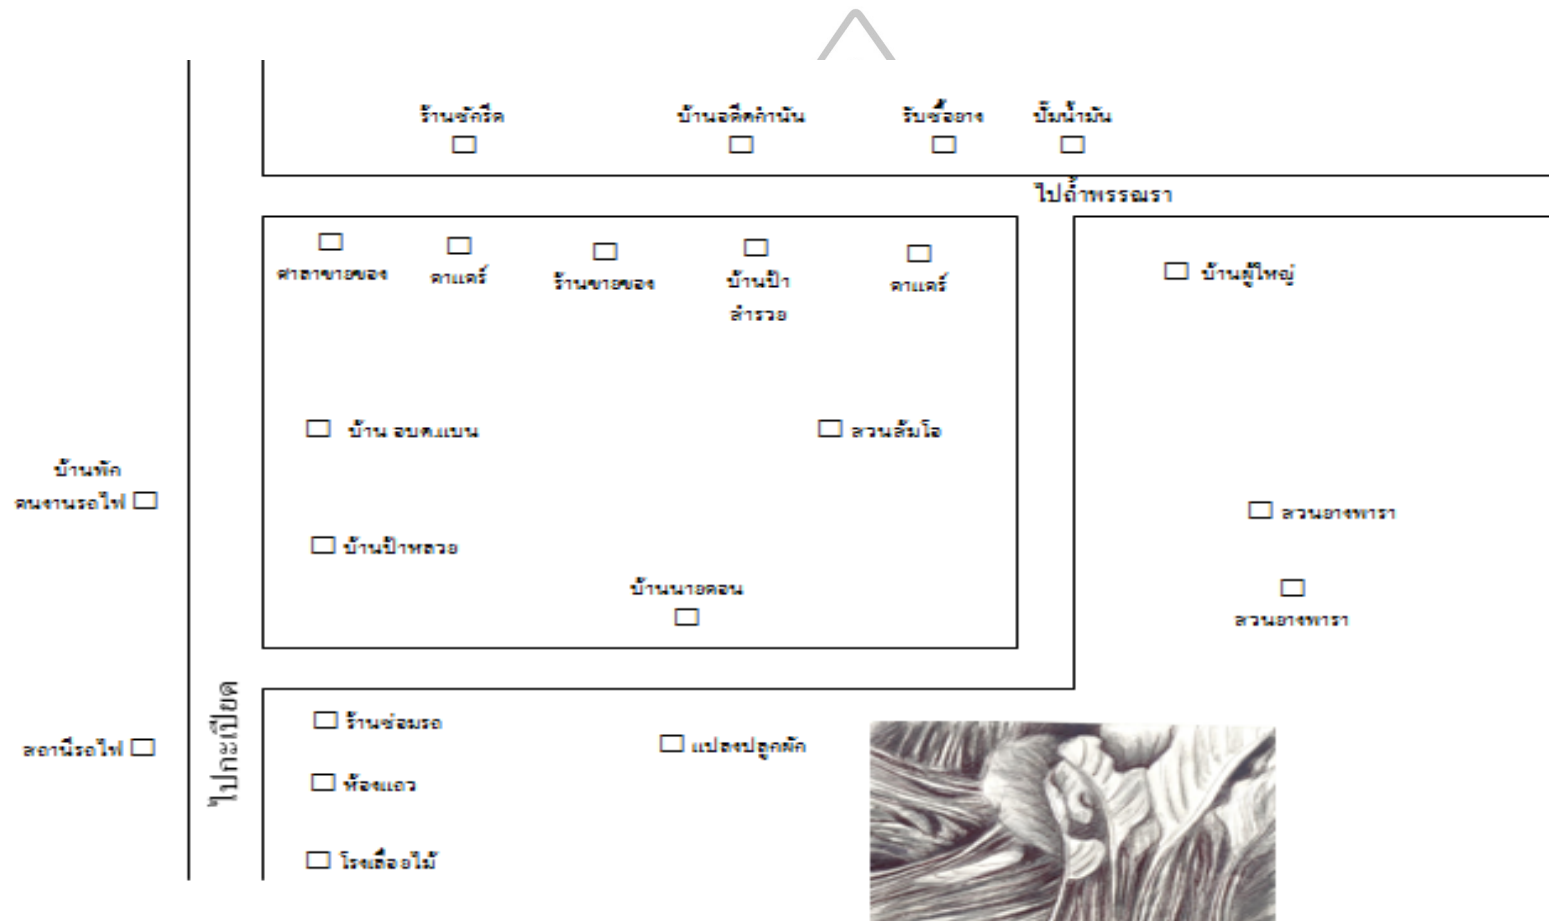 ร้านซักรีด
บ้านอดีตกำนัน
รับซื้อยาง
ปั๊มน้ำมัน
ไปถ้ำพรรณรา
ศาลาขายของ
คาแคร์
ร้านขายของ
บ้านป้า
สำรวย
คาแคร์
บ้านผู้ใหญ่
บ้าน อบต.แบน
สวนส้มโอ
บ้านพัก
คนงานรถไฟ
สวนยางพารา
บ้านป้าหลวย
บ้านนายดอน
สวนยางพารา
ไปกะเปียด
ร้านซ่อมรถ
สถานีรถไฟ
แปลงปลูกผัก
ห้องแถว
โรงเลื่อยไม้